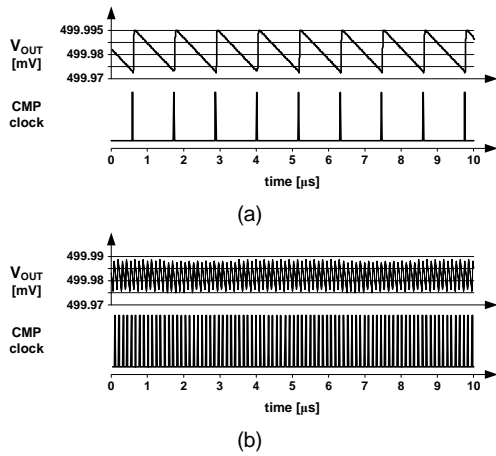 499.995
V_OUT 499.98
[mV]
499.97
CMP
clock
0 1 2 3 4 5 6 7 8 9 10
time [μs]
(a)
499.99
V_OUT
499.98
[mV]
499.97
CMP
clock
0 1 2 3 4 5 6 7 8 9 10
time [μs]
(b)